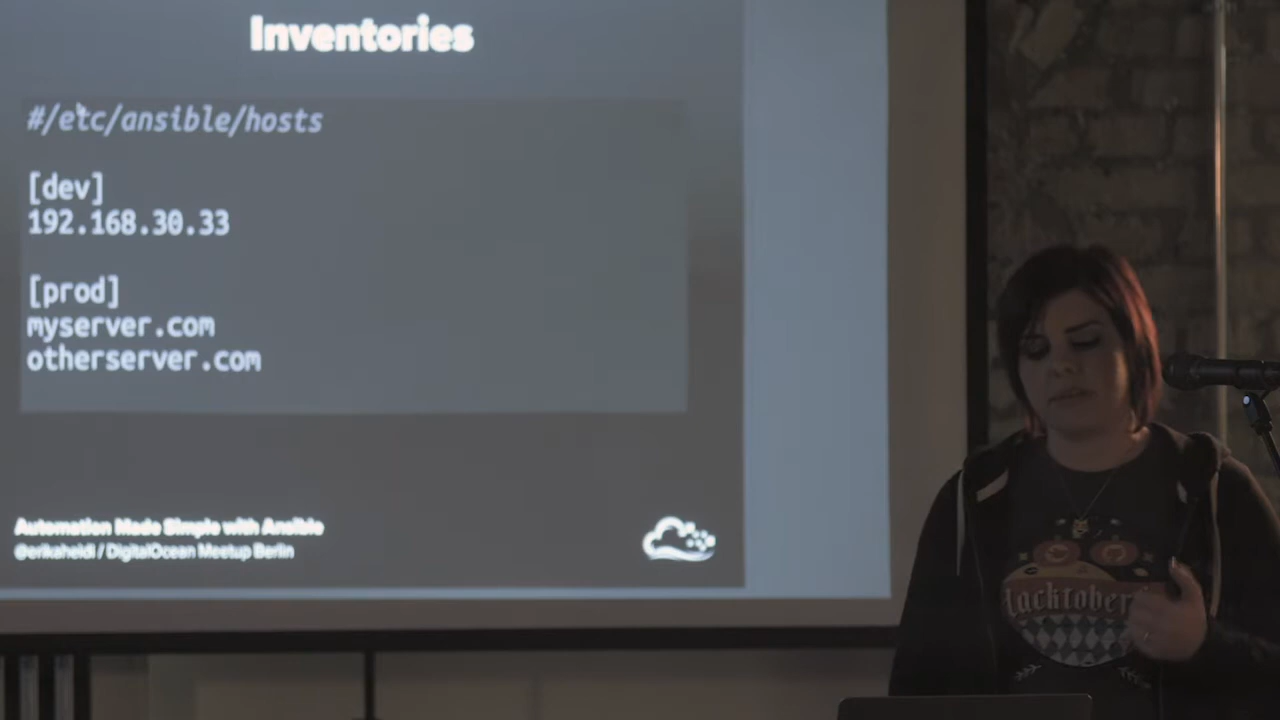 Inventories
#/etc/ansible/hosts
[dev]
192.168.30.33
[prod]
myserver.com
otherserver.com
Automation Made Simple with Ansible
@erikaheidi / DigitalOcean Meetup Berlin